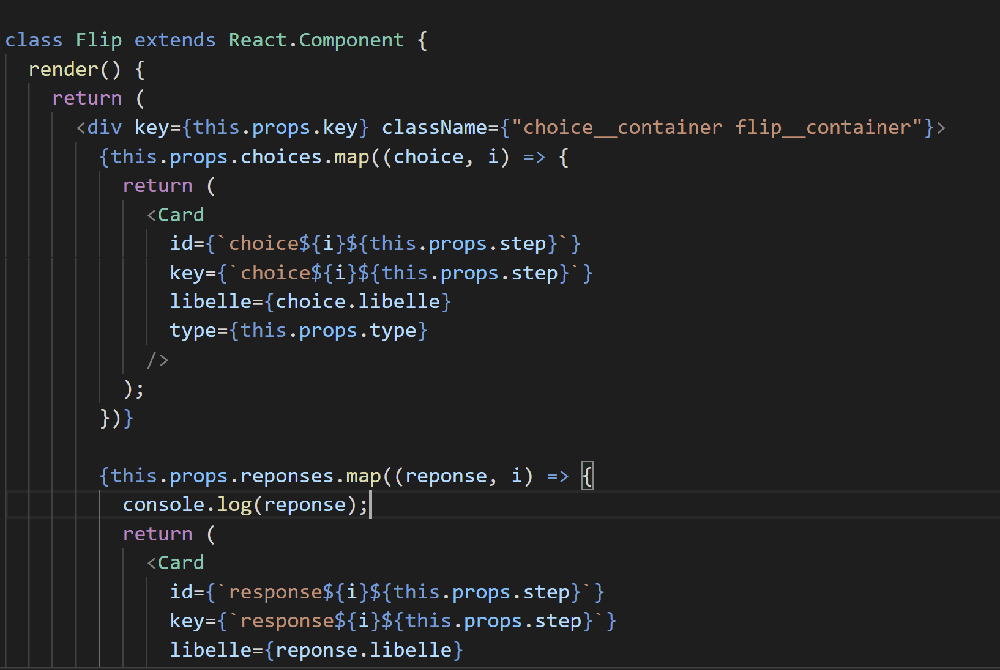 class Flip extends React.Component {
render() {
return (
<div key={this.props.key} className={"choice__container flip__container"}>
{this.props.choices.map((choice, i) => {
return (
<Card
id={`choice${i}${this.props.step}`}
key={`choice${i}${this.props.step}`}
libelle={choice.libelle}
type={this.props.type}
/>
);
})}
{this.props.reponses.map((reponse, i) => {
console.log(reponse);
return (
<Card
id={`response${i}${this.props.step}`}
key={`response${i}${this.props.step}`}
libelle={reponse.libelle}